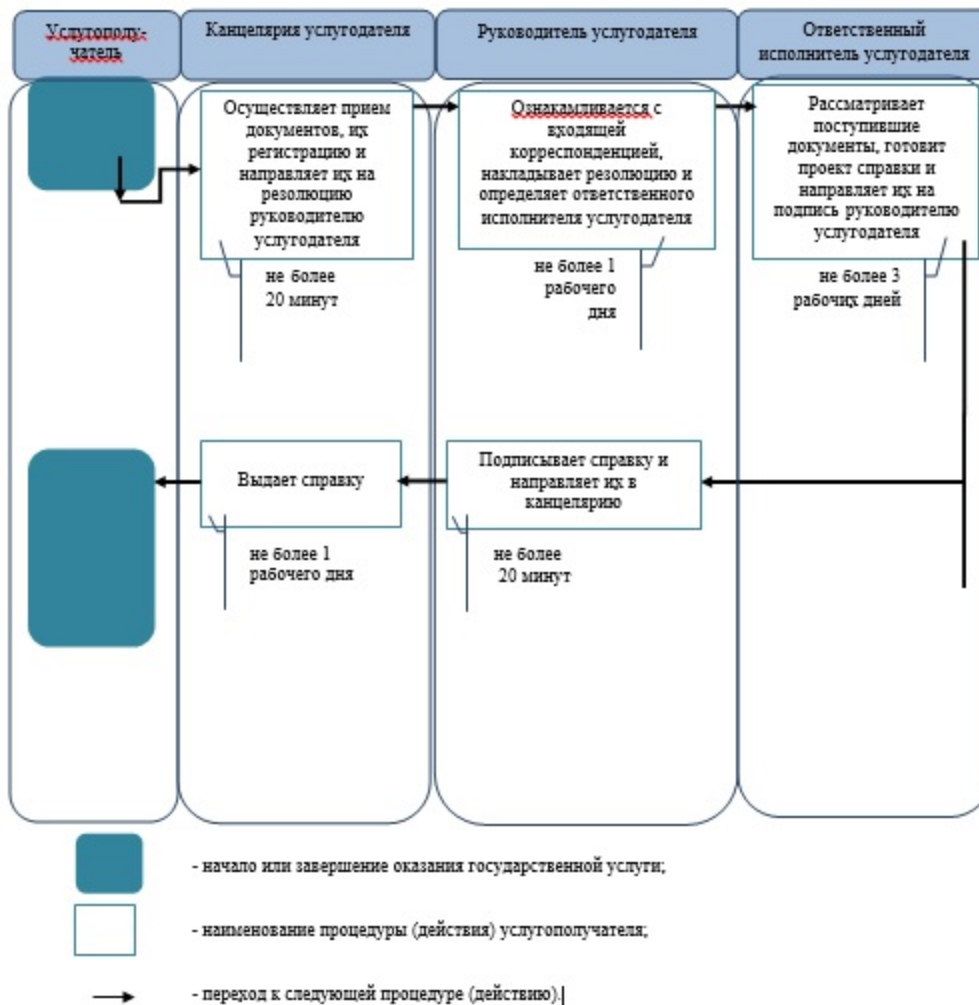 Услугополу-
чатель
Канцелярия услугодателя
Руководитель услугодателя
Ответственный
исполнитель услугодателя
Осуществляет прием
документов, их
регистрацию и
направляет их на
резолюцию
руководителю
услугодателя
Ознакамливается с
входящей
корреспонденцией,
накладывает резолюцию и
определяет ответственного
исполнителя услугодателя
Рассматривает
поступившие
документы, готовит
проект справки и
направляет их на
подпись руководителю
услугодателя
не более
20 минут
не более 1
рабочего
дня
не более 3
рабочих дней
Выдает справку
Подписывает справку и
направляет их в
канцелярию
не более 1
рабочего дня
не более
20 минут
- начало или завершение оказания государственной услуги;
- наименование процедуры (действия) услугополучателя;
- переход к следующей процедуре (действию).